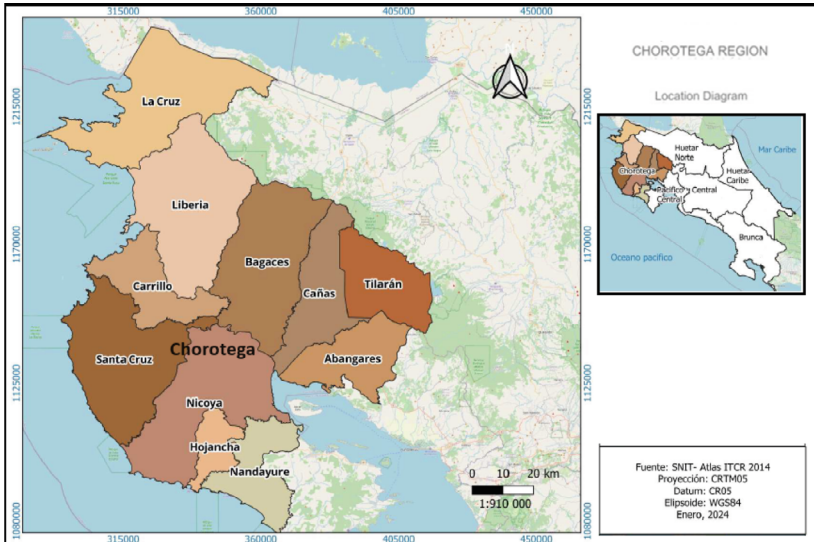 315000 360000 405000 450000
1215000 1215000
1170000 1170000
1125000 1125000
1080000 1080000
315000 360000 405000 450000
La Cruz
Liberia
Bagaces
Carrillo
Cañas
Tilarán
Santa Cruz
Chorotega
Abangares
Nicoya
Hojancha
Nandayure
0 10 20 km
1:910 000
CHOROTEGA REGION
Location Diagram
Huetar
Norte
Mar Caribe
Chorotega
Huetar
Caribe
Pacífico Central
Central
Brunca
Oceano pacifico
Fuente: SNIT- Atlas ITCR 2014
Proyección: CRTM05
Datum: CR05
Elipsoide: WGS84
Enero, 2024